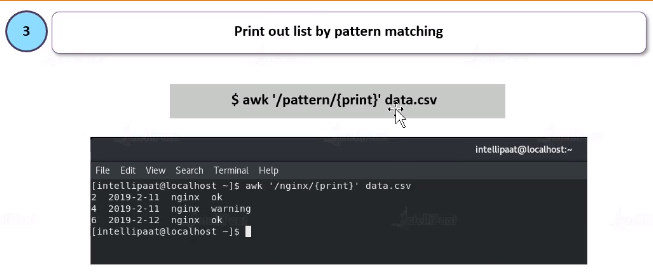 3
Print out list by pattern matching
$ awk '/pattern/{print}' data.csv
intellipaat@localhost:~
File Edit View Search Terminal Help
[intellipaat@localhost ~]$ awk '/nginx/{print}' data.csv
2 2019-2-11 nginx ok
4 2019-2-11 nginx warning
6 2019-2-12 nginx ok
[intellipaat@localhost ~]$